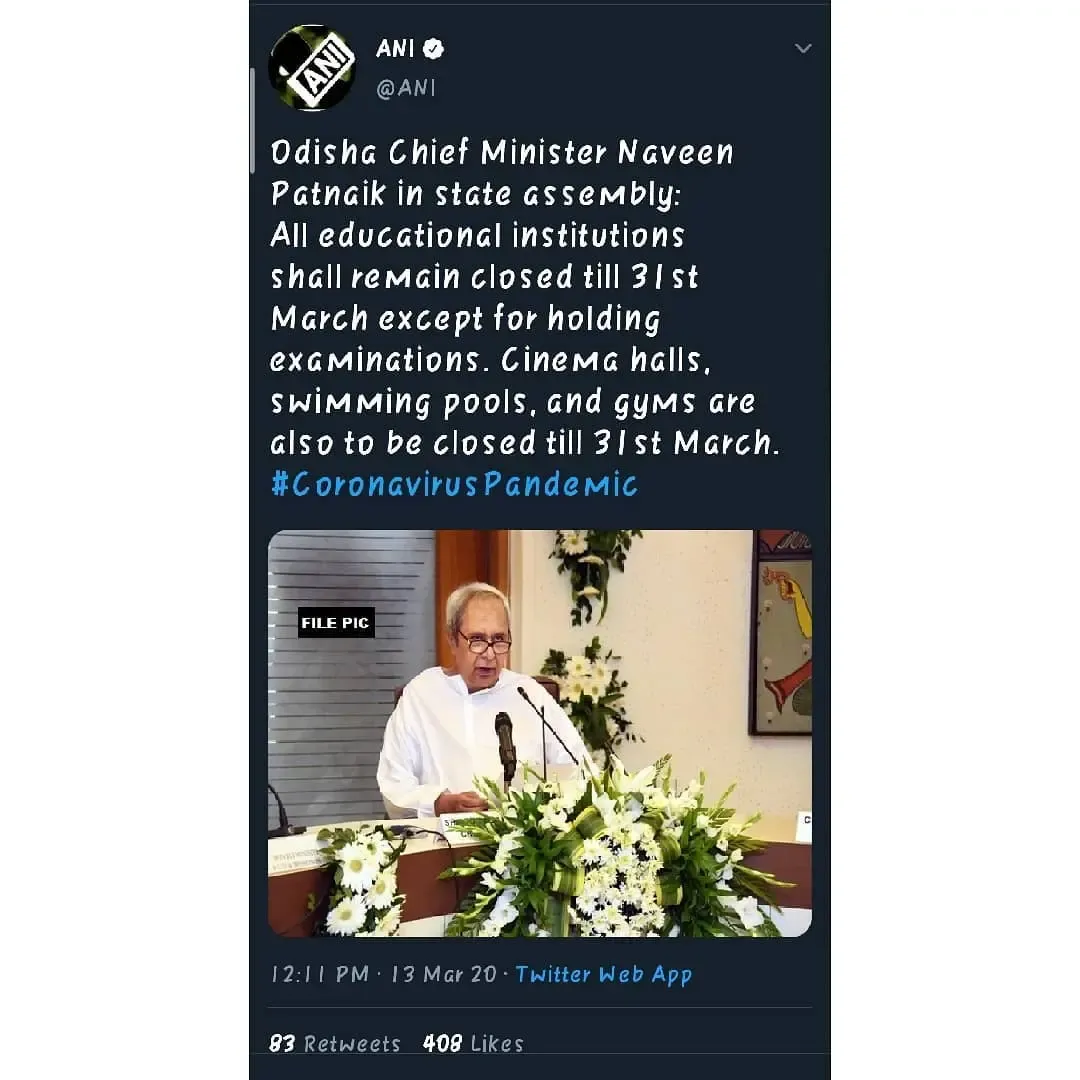 ANI
ANI
@ANI
Odisha Chief Minister Naveen
Patnaik in state assembly:
All educational institutions
shall remain closed till 31st
March except for holding
examinations. Cinema halls,
swimming pools, and gyms are
also to be closed till 31st March.
#CoronavirusPandemic
FILE PIC
12:11 PM · 13 Mar 20 · Twitter Web App
83 Retweets 408 Likes